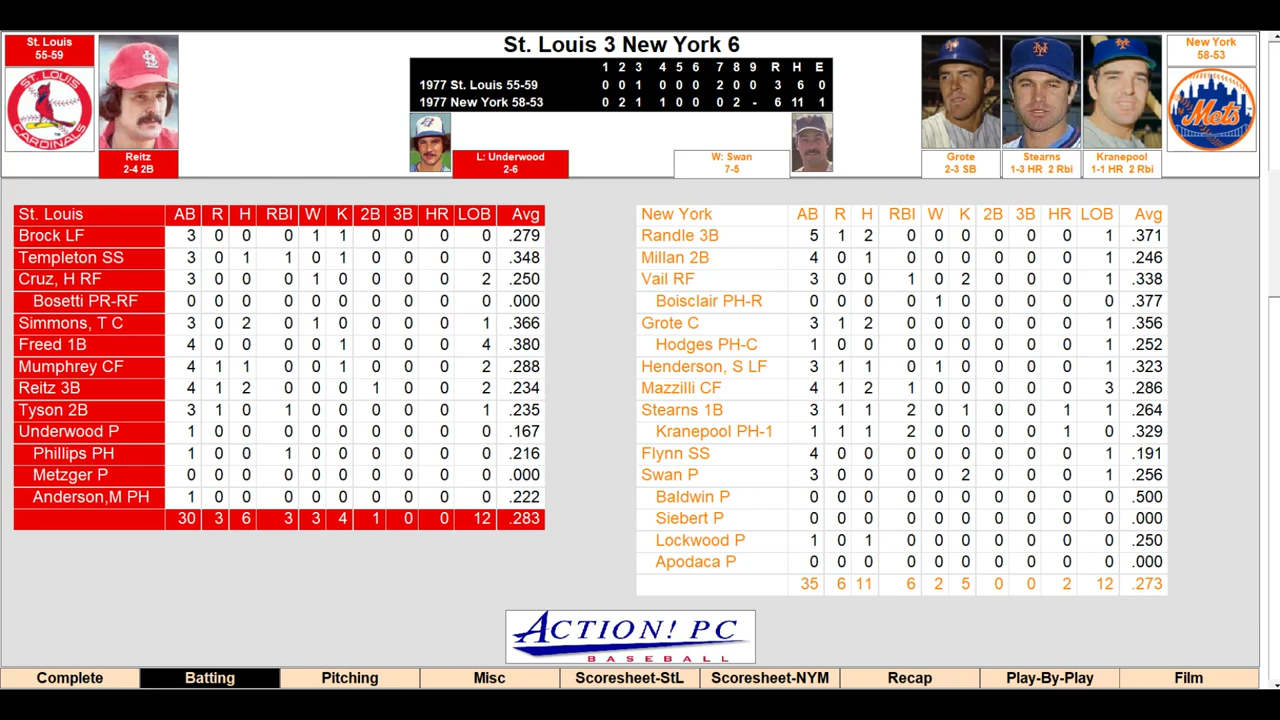 St. Louis 3 New York 6
St. Louis
55-59
ST. LOUIS
CARDINALS
Reitz
2-4 2B
1 2 3 4 5 6 7 8 9 R H E
1977 St. Louis 55-59 0 0 1 0 0 0 2 0 0 3 6 0
1977 New York 58-53 0 2 1 1 0 0 0 2 - 6 11 1
L: Underwood
2-6
W: Swan
7-5
Grote
2-3 SB
Stearns
1-3 HR 2 Rbi
Kranepool
1-1 HR 2 Rbi
New York
58-53
Mets
St. Louis AB R H RBI W K 2B 3B HR LOB Avg
Brock LF 3 0 0 0 1 1 0 0 0 0 .279
Templeton SS 3 0 1 1 0 1 0 0 0 0 .348
Cruz, H RF 3 0 0 0 1 0 0 0 0 2 .250
Bosetti PR-RF 0 0 0 0 0 0 0 0 0 0 .000
Simmons, T C 3 0 2 0 1 0 0 0 0 1 .366
Freed 1B 4 0 0 0 0 1 0 0 0 4 .380
Mumphrey CF 4 1 1 0 0 1 0 0 0 2 .288
Reitz 3B 4 1 2 0 0 0 1 0 0 2 .234
Tyson 2B 3 1 0 1 0 0 0 0 0 1 .235
Underwood P 1 0 0 0 0 0 0 0 0 0 .167
Phillips PH 1 0 0 1 0 0 0 0 0 0 .216
Metzger P 0 0 0 0 0 0 0 0 0 0 .000
Anderson,M PH 1 0 0 0 0 0 0 0 0 0 .222
30 3 6 3 3 4 1 0 0 12 .283
New York AB R H RBI W K 2B 3B HR LOB Avg
Randle 3B 5 1 2 0 0 0 0 0 0 1 .371
Millan 2B 4 0 1 0 0 0 0 0 0 1 .246
Vail RF 3 0 0 1 0 2 0 0 0 1 .338
Boisclair PH-R 0 0 0 0 1 0 0 0 0 0 .377
Grote C 3 1 2 0 0 0 0 0 0 1 .356
Hodges PH-C 1 0 0 0 0 0 0 0 0 1 .252
Henderson, S LF 3 1 1 0 1 0 0 0 0 1 .323
Mazzilli CF 4 1 2 1 0 0 0 0 0 3 .286
Stearns 1B 3 1 1 2 0 1 0 0 1 1 .264
Kranepool PH-1 1 1 1 2 0 0 0 0 1 0 .329
Flynn SS 4 0 0 0 0 0 0 0 0 1 .191
Swan P 3 0 0 0 0 2 0 0 0 1 .256
Baldwin P 0 0 0 0 0 0 0 0 0 0 .500
Siebert P 0 0 0 0 0 0 0 0 0 0 .000
Lockwood P 1 0 1 0 0 0 0 0 0 0 .250
Apodaca P 0 0 0 0 0 0 0 0 0 0 .000
35 6 11 6 2 5 0 0 2 12 .273
ACTION! PC
BASEBALL
Complete Batting Pitching Misc Scoresheet-StL Scoresheet-NYM Recap Play-By-Play Film